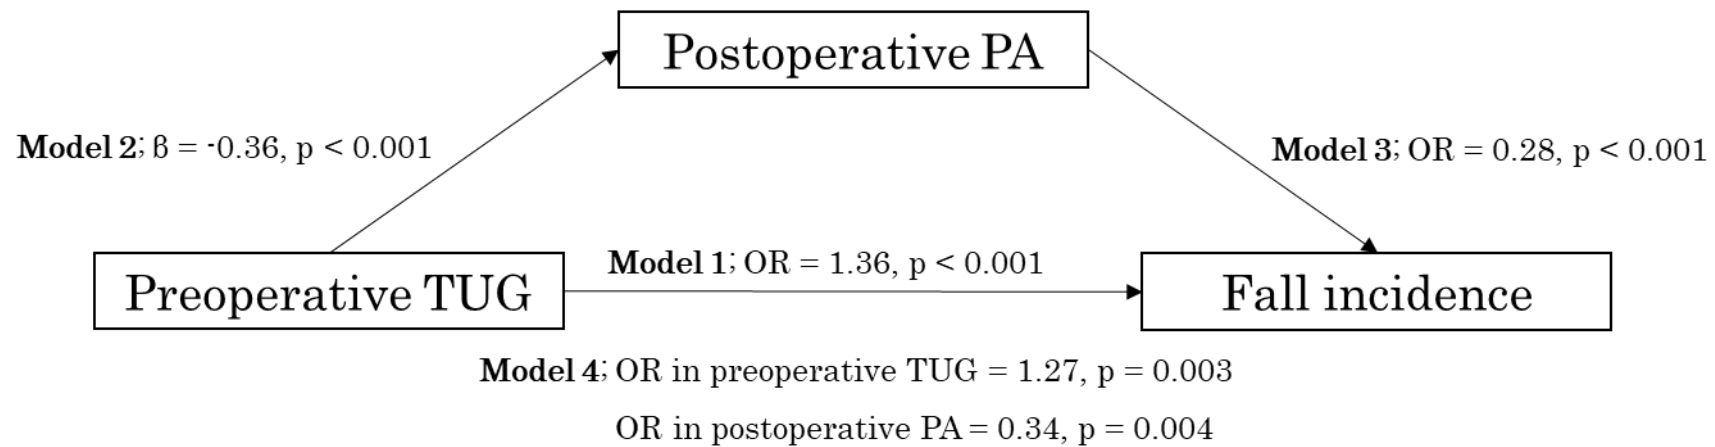 Postoperative PA
Model 2; β = -0.36, p < 0.001
Model 3; OR = 0.28, p < 0.001
Model 1; OR = 1.36, p < 0.001
Preoperative TUG
Fall incidence
Model 4; OR in preoperative TUG = 1.27, p = 0.003
OR in postoperative PA = 0.34, p = 0.004